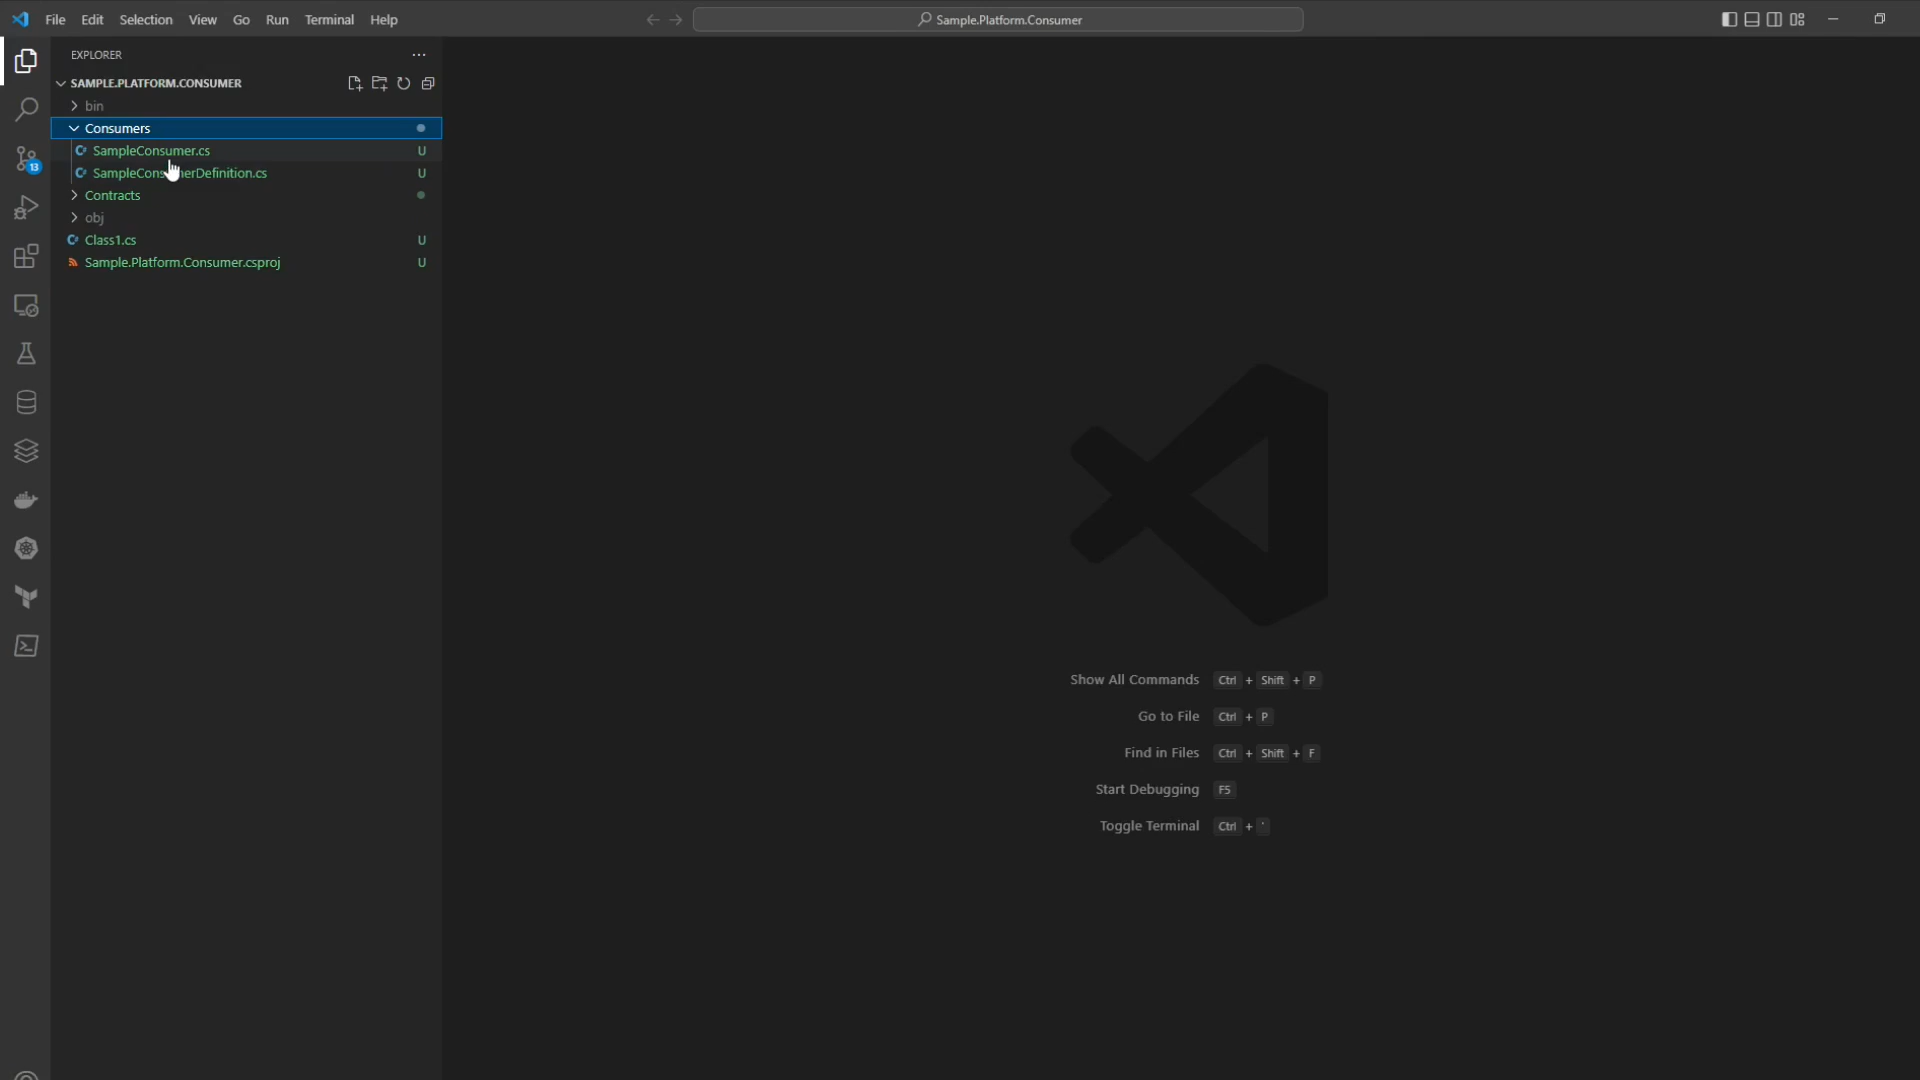 File Edit Selection View Go Run Terminal Help
Sample.Platform.Consumer
EXPLORER
SAMPLE.PLATFORM.CONSUMER
bin
Consumers
C# SampleConsumer.cs U
C# U
Contracts
obj
C# Class1.cs U
Sample.Platform.Consumer.csproj U
13
Show All Commands Ctrl + Shift + P
Go to File Ctrl + P
Find in Files Ctrl + Shift + F
Start Debugging F5
Toggle Terminal Ctrl + `